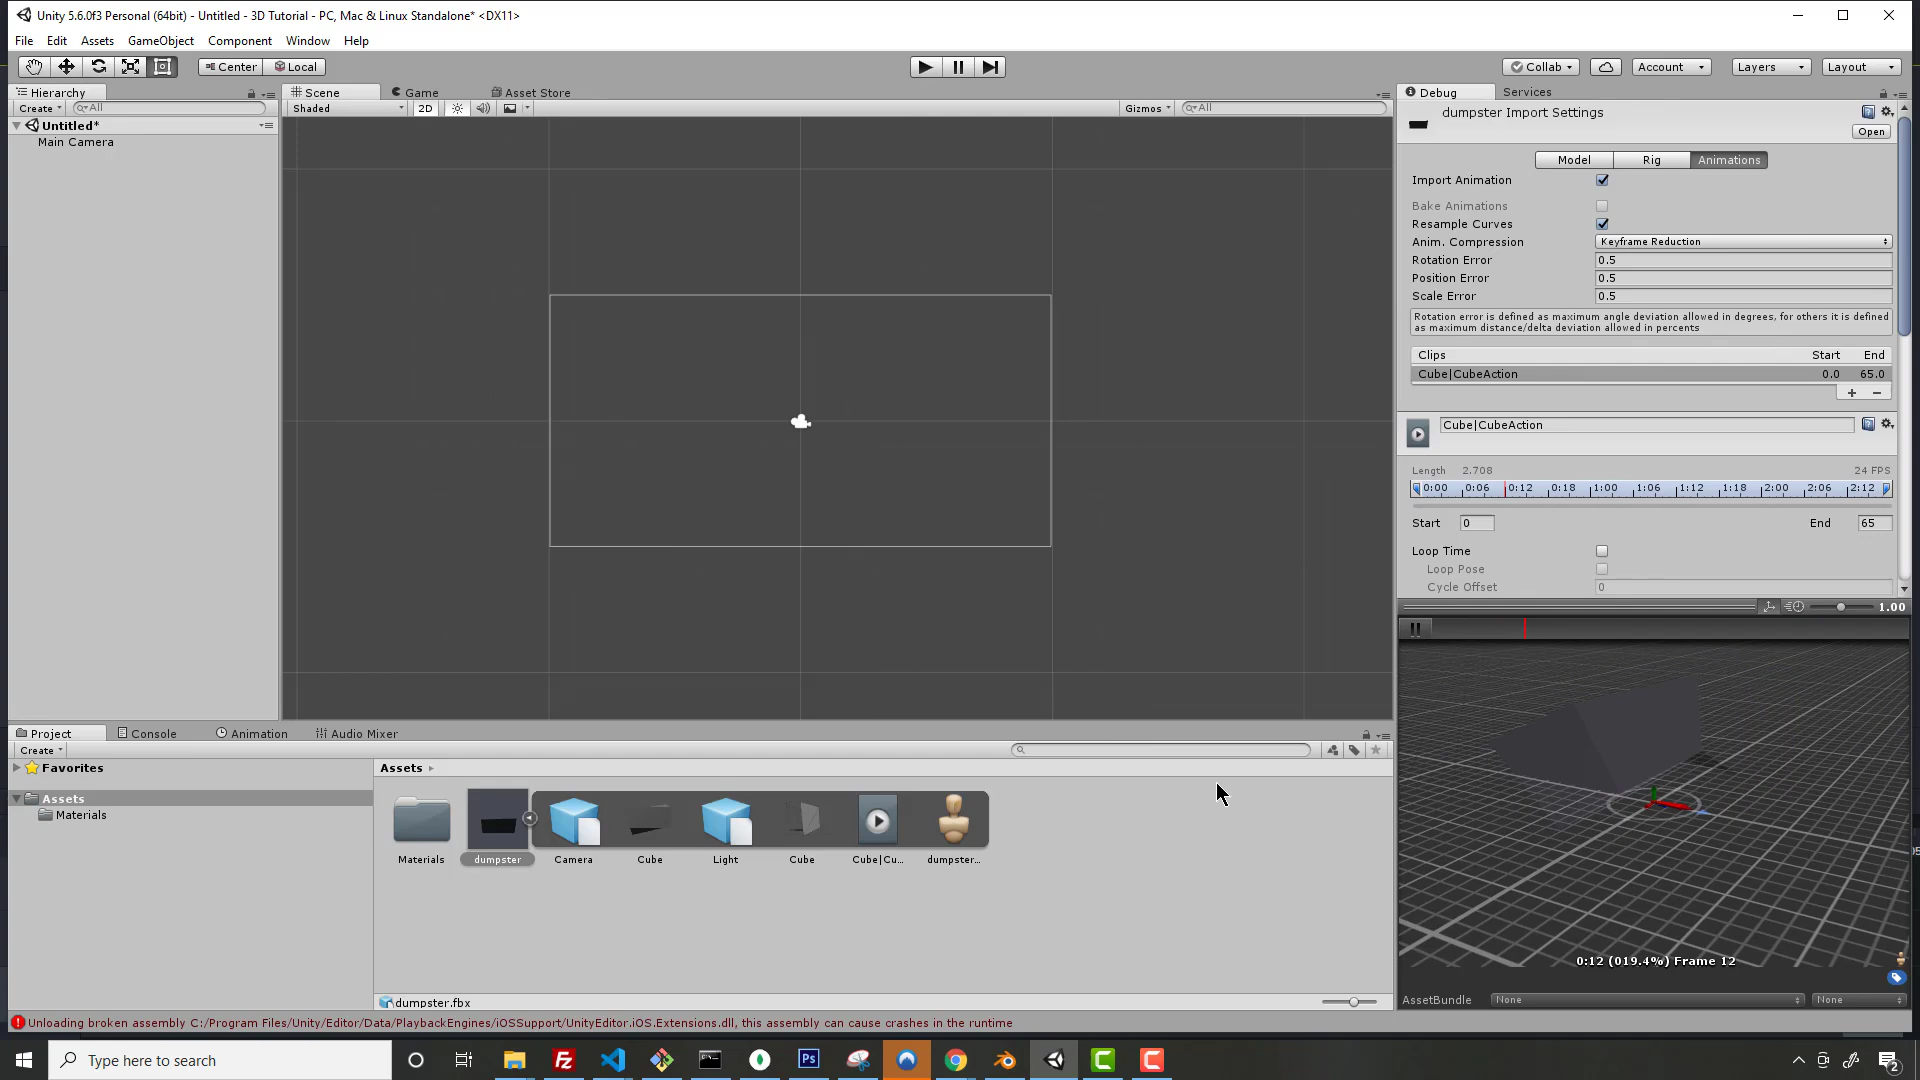 Unity 5.6.0f3 Personal (64bit) - Untitled - 3D Tutorial - PC, Mac & Linux Standalone* <DX11>
File Edit Assets GameObject Component Window Help
Center Local
Collab Account Layers Layout
Hierarchy
Create All
Untitled*
Main Camera
Scene Game Asset Store
Shaded 2D Gizmos All
Debug Services
dumpster Import Settings
Open
Model Rig Animations
Import Animation
Bake Animations
Resample Curves
Anim. Compression Keyframe Reduction
Rotation Error 0.5
Position Error 0.5
Scale Error 0.5
Rotation error is defined as maximum angle deviation allowed in degrees, for others it is defined
as maximum distance/delta deviation allowed in percents
Clips Start End
Cube|CubeAction 0.0 65.0
Cube|CubeAction
Length 2.708 24 FPS
0:00 0:06 0:12 0:18 1:00 1:06 1:12 1:18 2:00 2:06 2:12
Start 0 End 65
Loop Time
Loop Pose
Cycle Offset 0
1.00
0:12 (019.4%) Frame 12
AssetBundle None None
Project Console Animation Audio Mixer
Create
Favorites
Assets
Materials
Assets
Materials dumpster Camera Cube Light Cube Cube|Cu... dumpster...
dumpster.fbx
Unloading broken assembly C:/Program Files/Unity/Editor/Data/PlaybackEngines/iOSSupport/UnityEditor.iOS.Extensions.dll, this assembly can cause crashes in the runtime
Type here to search
Fz
Ps
2